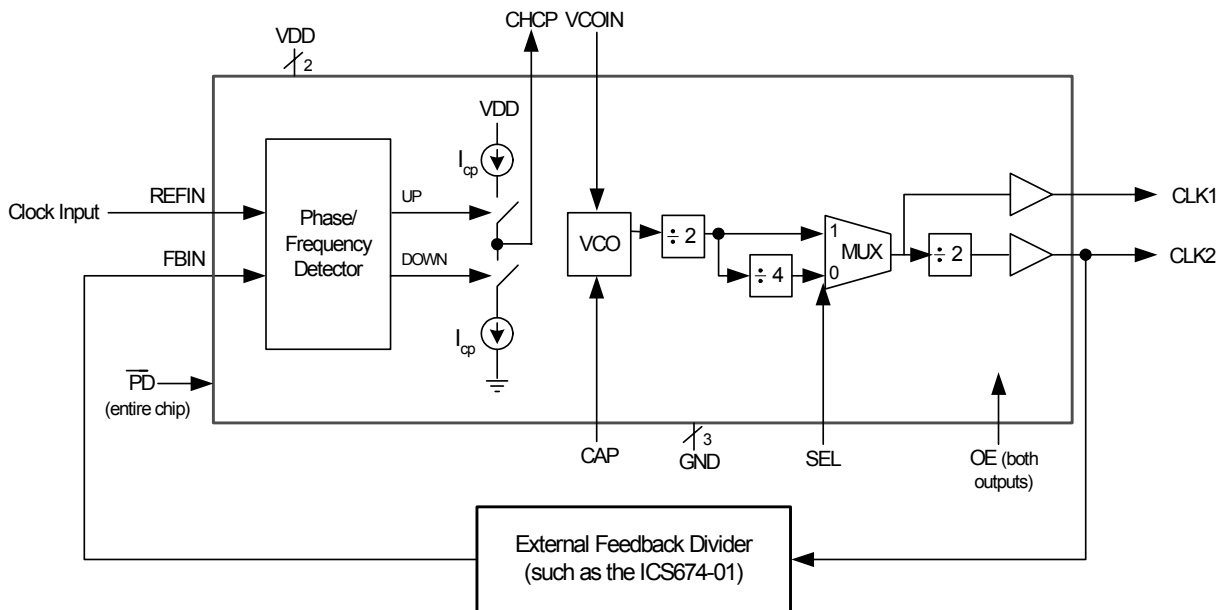 CHCP VCOIN
VDD
2
VDD
I cp
Clock Input
REFIN
UP
Phase/
Frequency
Detector
FBIN
DOWN
I cp
VCO
÷ 2
÷ 4
1
MUX
0
÷ 2
CLK1
CLK2
PD
(entire chip)
CAP
3
GND
SEL
OE (both
outputs)
External Feedback Divider
(such as the ICS674-01)